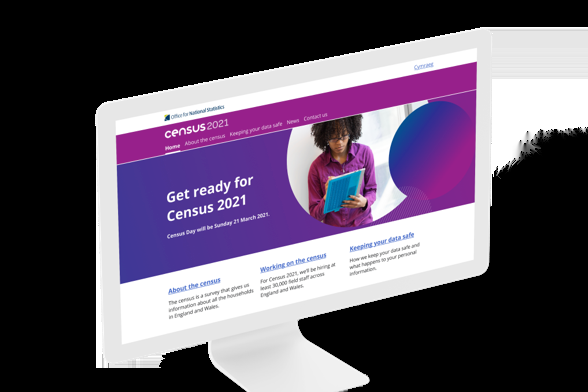 Cymraeg
Office for National Statistics
census 2021
Home About the census Keeping your data safe News Contact us
Get ready for
Census 2021
Census Day will be Sunday 21 March 2021.
About the census
The census is a survey that gives us
information about all the households
in England and Wales.
Working on the census
For Census 2021, we'll be hiring at
least 30,000 field staff across
England and Wales.
Keeping your data safe
How we keep your data safe and
what happens to your personal
information.